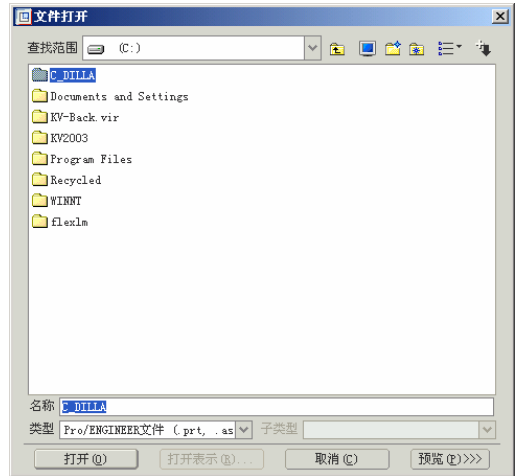 文件打开
查找范围 (C:)
C_DILLA
Documents and Settings
KV-Back.vir
KV2003
Program Files
Recycled
WINNT
flexlm
名称 C_DILLA
类型 Pro/ENGINEER文件 (.prt, .as 子类型
打开(O) 打开表示(R)... 取消(C) 预览(P)>>>